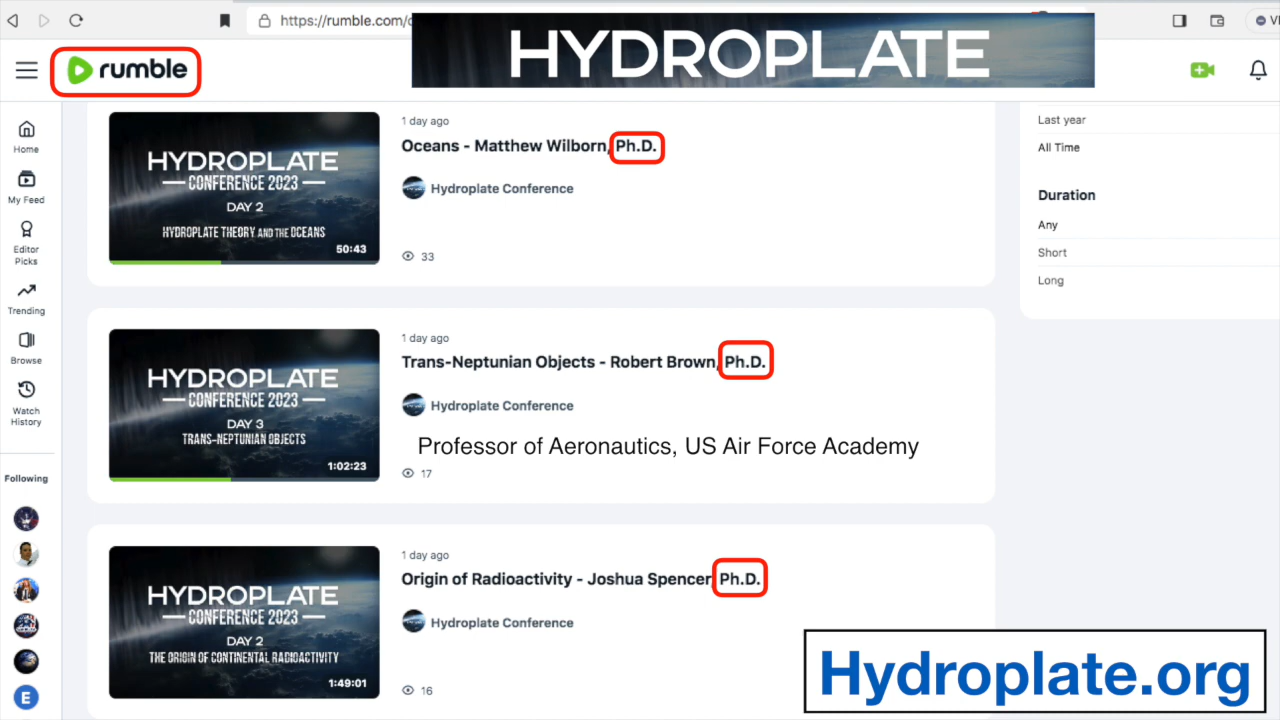 https://rumble.com/
HYDROPLATE
rumble
Home
My Feed
Editor
Picks
Trending
Browse
Watch
History
Following
E
HYDROPLATE
CONFERENCE 2023
DAY 2
HYDROPLATE THEORY AND THE OCEANS
50:43
1 day ago
Oceans - Matthew Wilborn, Ph.D.
Hydroplate Conference
33
HYDROPLATE
CONFERENCE 2023
DAY 3
TRANS-NEPTUNIAN OBJECTS
1:02:23
1 day ago
Trans-Neptunian Objects - Robert Brown, Ph.D.
Hydroplate Conference
Professor of Aeronautics, US Air Force Academy
17
HYDROPLATE
CONFERENCE 2023
DAY 2
THE ORIGIN OF CONTINENTAL RADIOACTIVITY
1:49:01
1 day ago
Origin of Radioactivity - Joshua Spencer Ph.D.
Hydroplate Conference
16
Last year
All Time
Duration
Any
Short
Long
Hydroplate.org